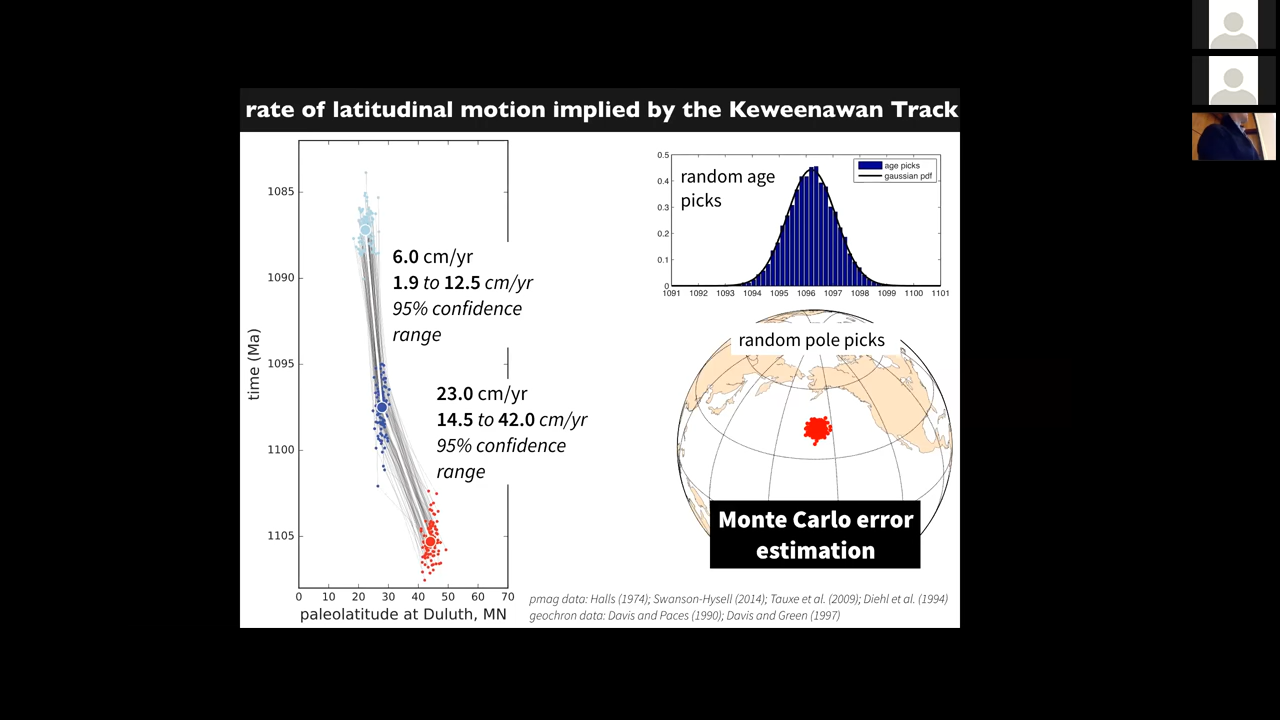 rate of latitudinal motion implied by the Keweenawan Track
1085
1090
1095
1100
1105
time (Ma)
0 10 20 30 40 50 60 70
paleolatitude at Duluth, MN
6.0 cm/yr
1.9 to 12.5 cm/yr
95% confidence
range
23.0 cm/yr
14.5 to 42.0 cm/yr
95% confidence
range
0.5
0.4
0.3
0.2
0.1
0
random age
picks
age picks
gaussian pdf
1091 1092 1093 1094 1095 1096 1097 1098 1099 1100 1101
random pole picks
Monte Carlo error
estimation
pmag data: Halls (1974); Swanson-Hysell (2014); Tauxe et al. (2009); Diehl et al. (1994)
geochron data: Davis and Paces (1990); Davis and Green (1997)